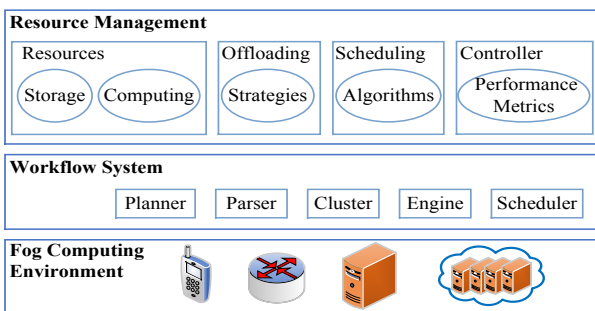 Resource Management
Resources
Offloading
Scheduling
Controller
Storage
Computing
Strategies
Algorithms
Performance
Metrics
Workflow System
Planner
Parser
Cluster
Engine
Scheduler
Fog Computing
Environment